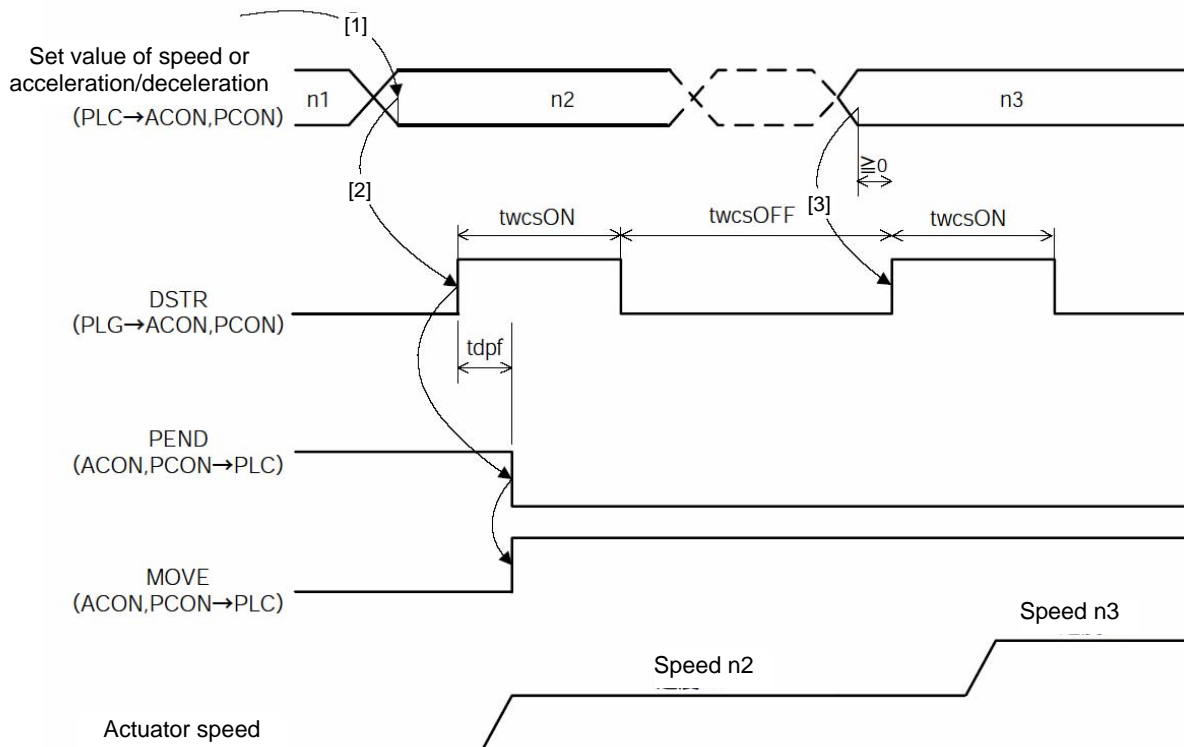 [1]
Set value of speed or
acceleration/deceleration
(PLC→ACON,PCON)
n1
n2
n3
≧0
[2]
[3]
twcsON
twcsOFF
twcsON
DSTR
(PLG→ACON,PCON)
tdpf
PEND
(ACON,PCON→PLC)
MOVE
(ACON,PCON→PLC)
Speed n3
Speed n2
Actuator speed